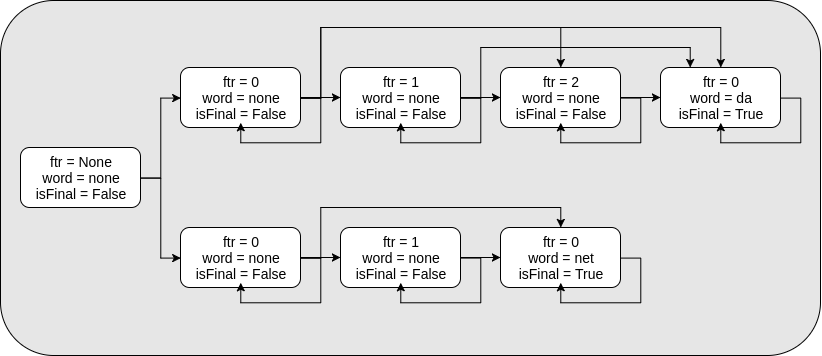 ftr = 0
word = none
isFinal = False
ftr = 1
word = none
isFinal = False
ftr = 2
word = none
isFinal = False
ftr = 0
word = da
isFinal = True
ftr = None
word = none
isFinal = False
ftr = 0
word = none
isFinal = False
ftr = 1
word = none
isFinal = False
ftr = 0
word = net
isFinal = True